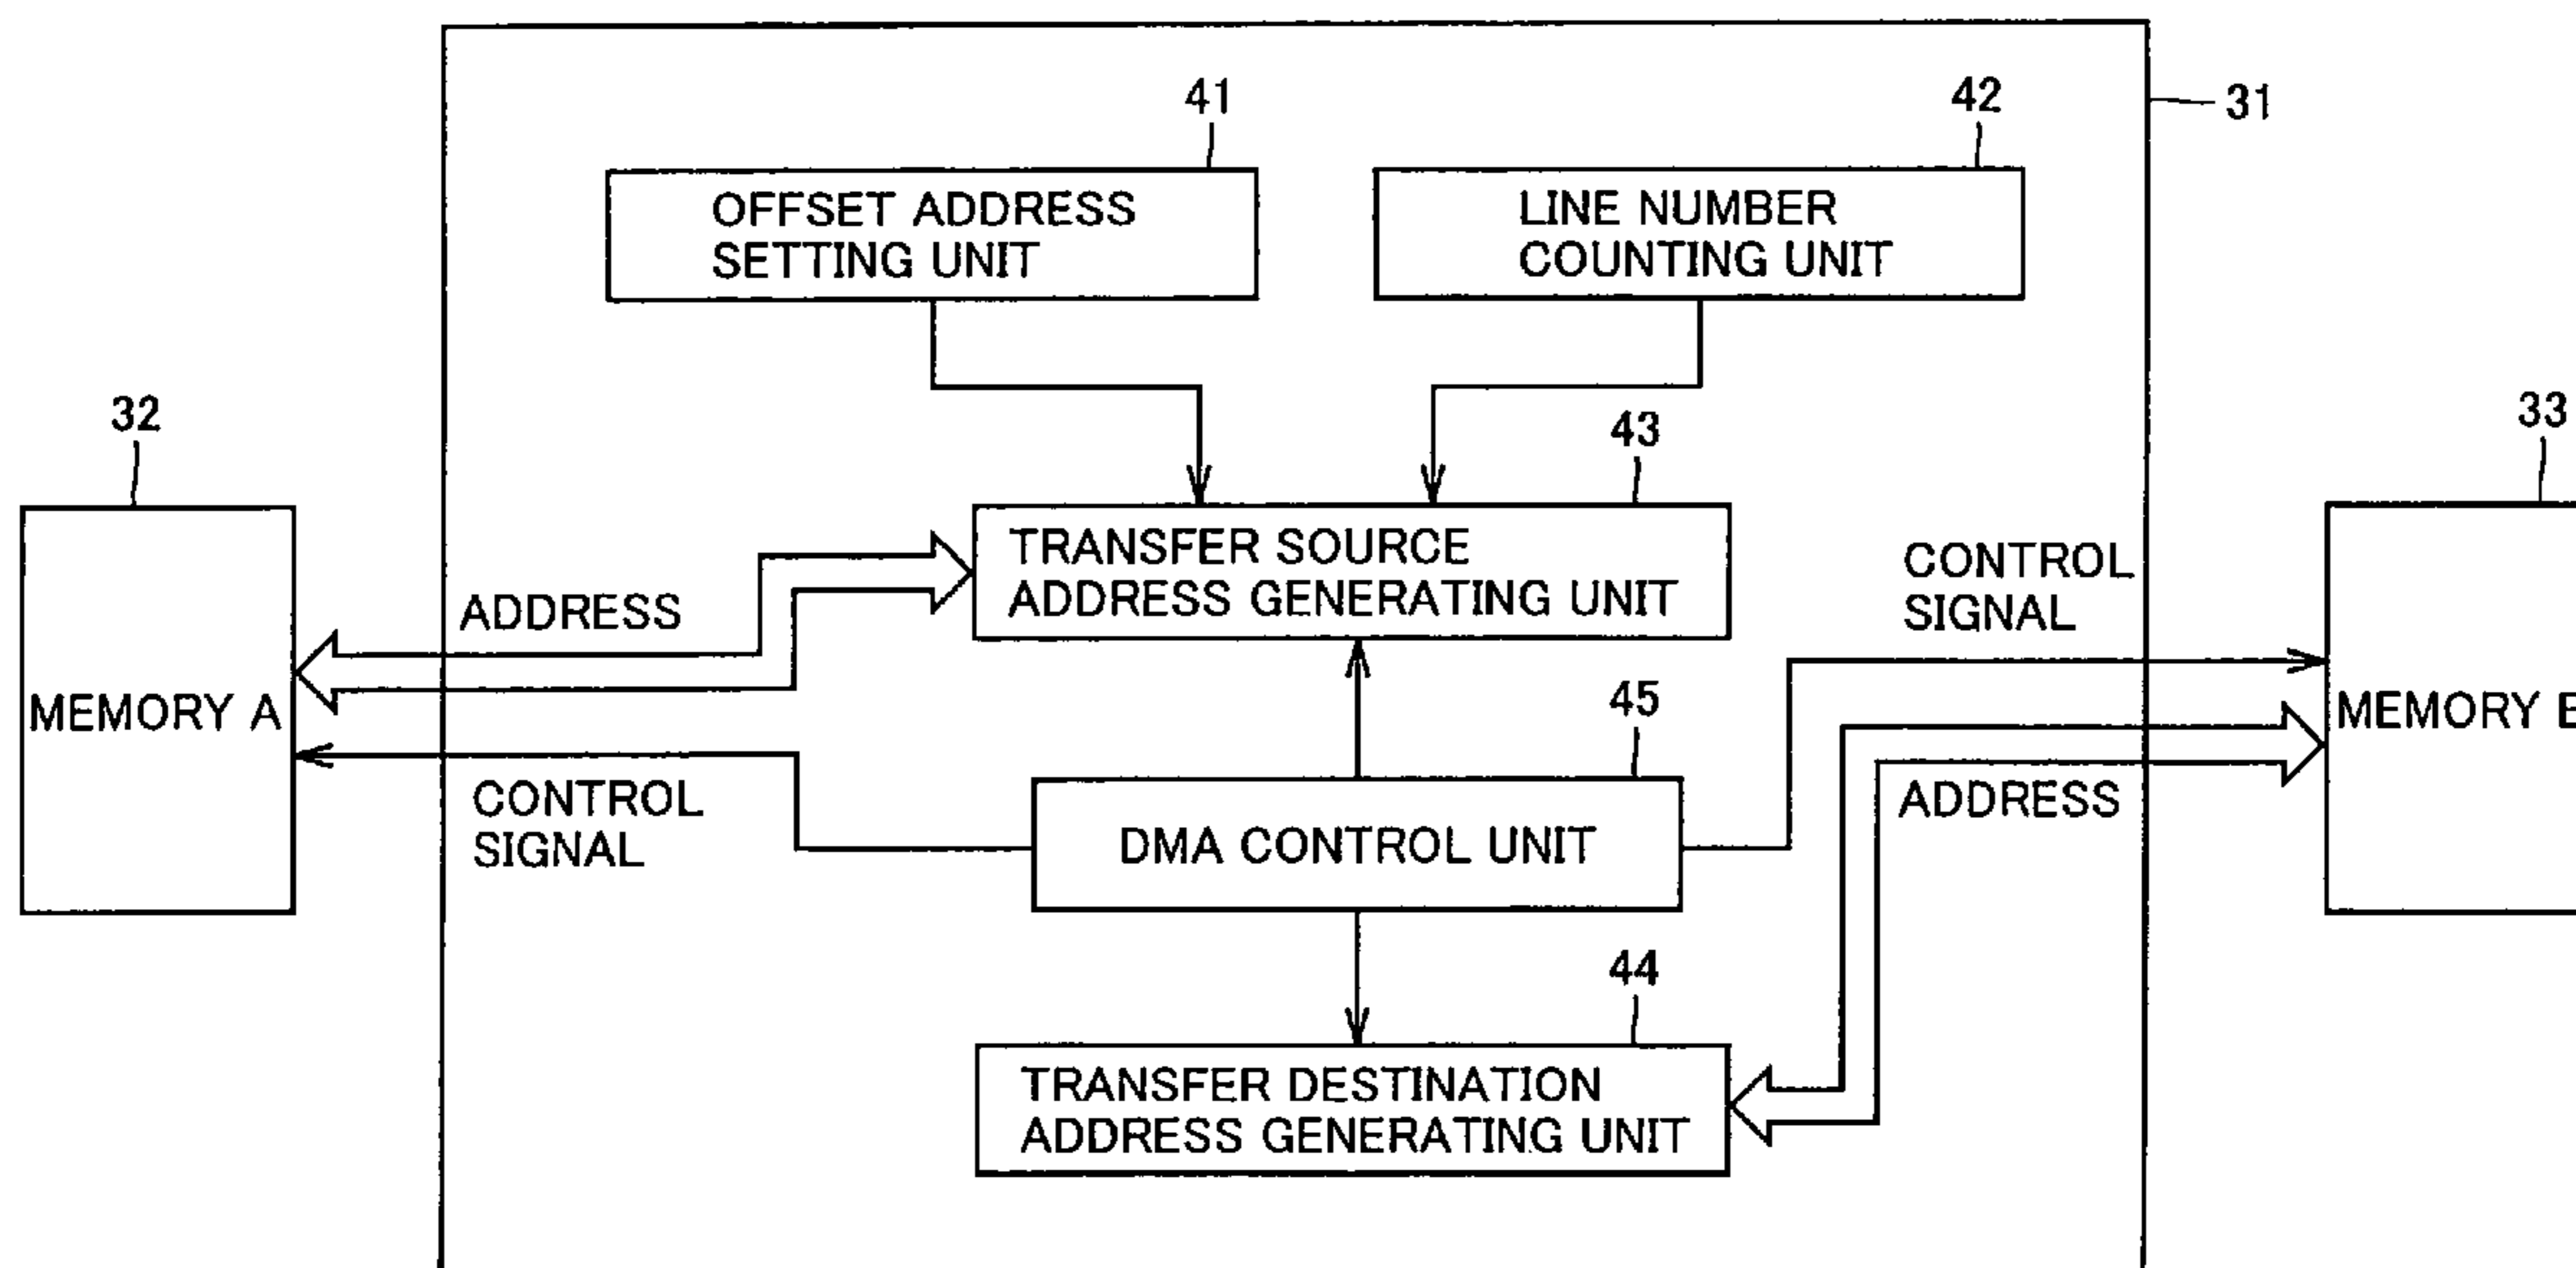 41
42
31
OFFSET ADDRESS
SETTING UNIT
LINE NUMBER
COUNTING UNIT
32
43
33
TRANSFER SOURCE
ADDRESS GENERATING UNIT
CONTROL
SIGNAL
ADDRESS
MEMORY A
45
MEMORY
CONTROL
SIGNAL
DMA CONTROL UNIT
ADDRESS
44
TRANSFER DESTINATION
ADDRESS GENERATING UNIT